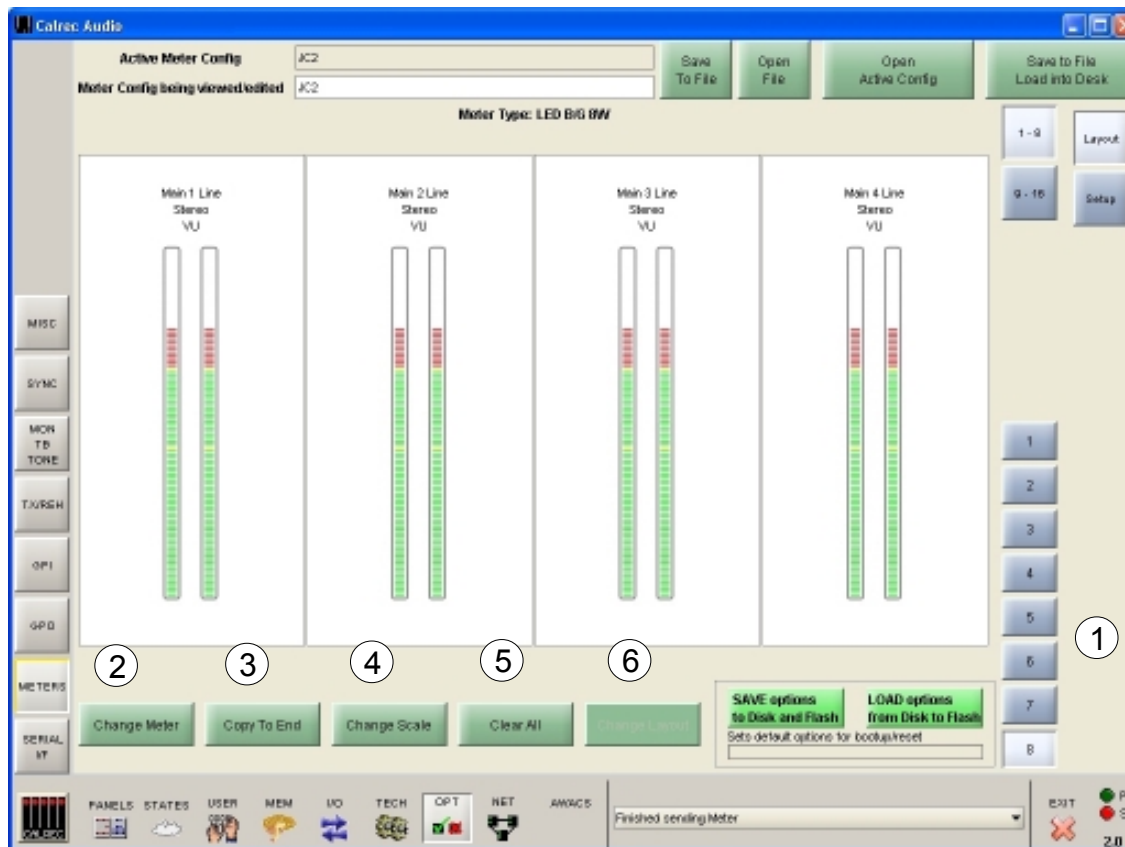 Calrec Audio
Active Meter Config
JC2
Meter Config being viewed/edited
JC2
Save
To File
Open
File
Open
Active Config
Save to File
Load into Desk
Meter Type: LED B/G 8W
1 - 8
9 - 16
Layout
Setup
Main 1 Line
Stereo
VU
Main 2 Line
Stereo
VU
Main 3 Line
Stereo
VU
Main 4 Line
Stereo
VU
MISC
SYNC
MON
TB
TONE
TX/REH
GPI
GPO
METERS
SERIAL
I/F
1
2
3
4
5
6
7
8
1
2
3
4
5
6
Change Meter
Copy To End
Change Scale
Clear All
Change Layout
SAVE options
to Disk and Flash
LOAD options
from Disk to Flash
Sets default options for bootup/reset
CALREC
PANELS
STATES
USER
MEM
I/O
TECH
OPT
NET
AWACS
Finished sending Meter
EXIT
P
S
2.0